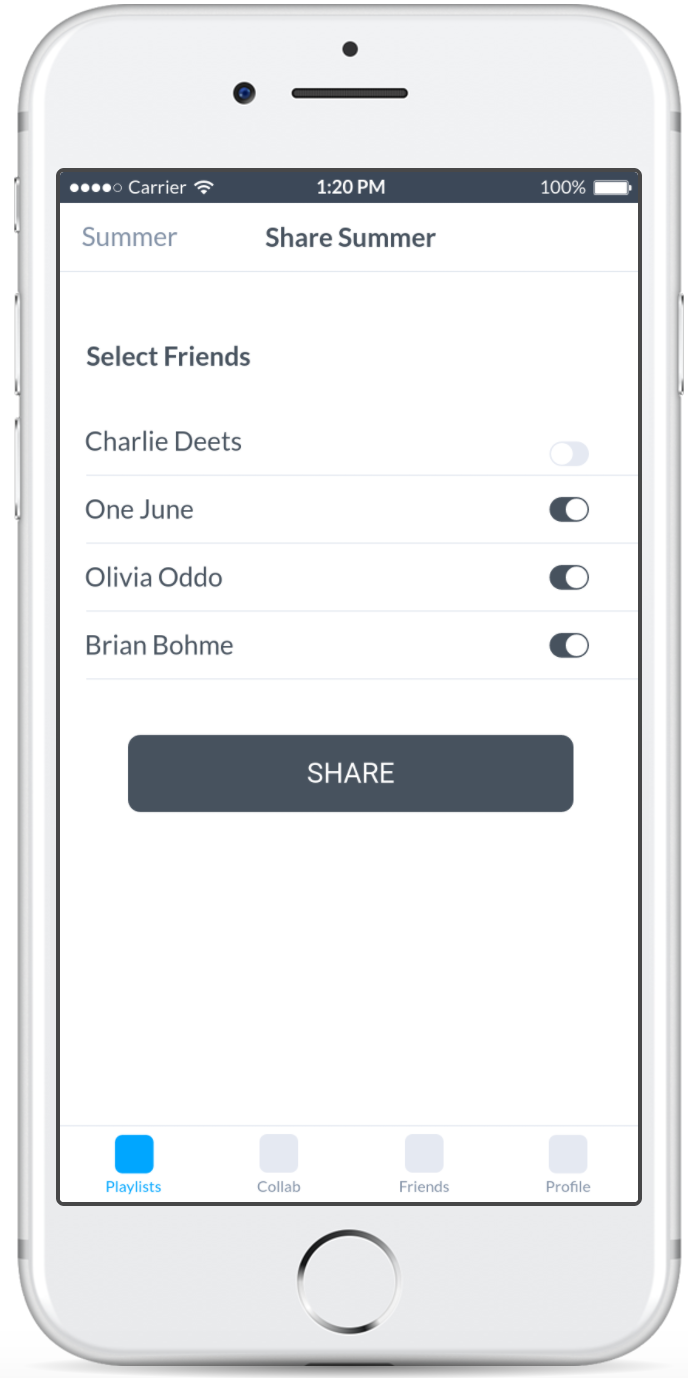 Carrier 1:20 PM 100%
Summer Share Summer
Select Friends
Charlie Deets
One June
Olivia Oddo
Brian Bohme
SHARE
Playlists Collab Friends Profile